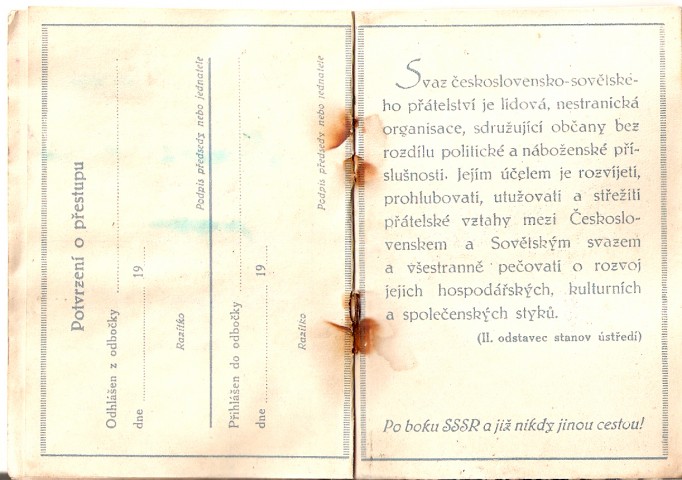 Potvrzení o přestupu
Odhlášen z odbočky
dne 19
Razítko
Podpis předsedy nebo jednatele
Přihlášen do odbočky
dne 19
Razítko
Podpis předsedy nebo jednatele
Svaz československo-sovětské-
ho přátelství je lidová, nestranická
organisace, sdružující občany bez
rozdílu politické a náboženské pří-
slušnosti. Jejím účelem je rozvíjeti,
prohlubovati, utužovati a střežiti
přátelské vztahy mezi Českoslo-
venskem a Sovětským svazem
a všestranně pečovati o rozvoj
jejich hospodářských, kulturních
a společenských styků.
(II. odstavec stanov ústředí)
Po boku SSSR a již nikdy jinou cestou!